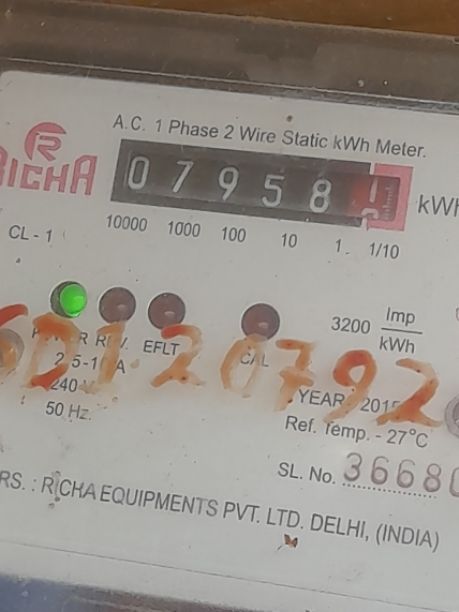 A.C. 1 Phase 2 Wire Static kWh Meter.
RICHA
07958 kWh
CL - 1 10000 1000 100 10 1 1/10
3200 Imp/kWh
EFLT CAL
240 V
50 Hz.
YEAR
Ref. Temp. - 27°C
SL. No. 36680
RS. : RICHA EQUIPMENTS PVT. LTD. DELHI, (INDIA)